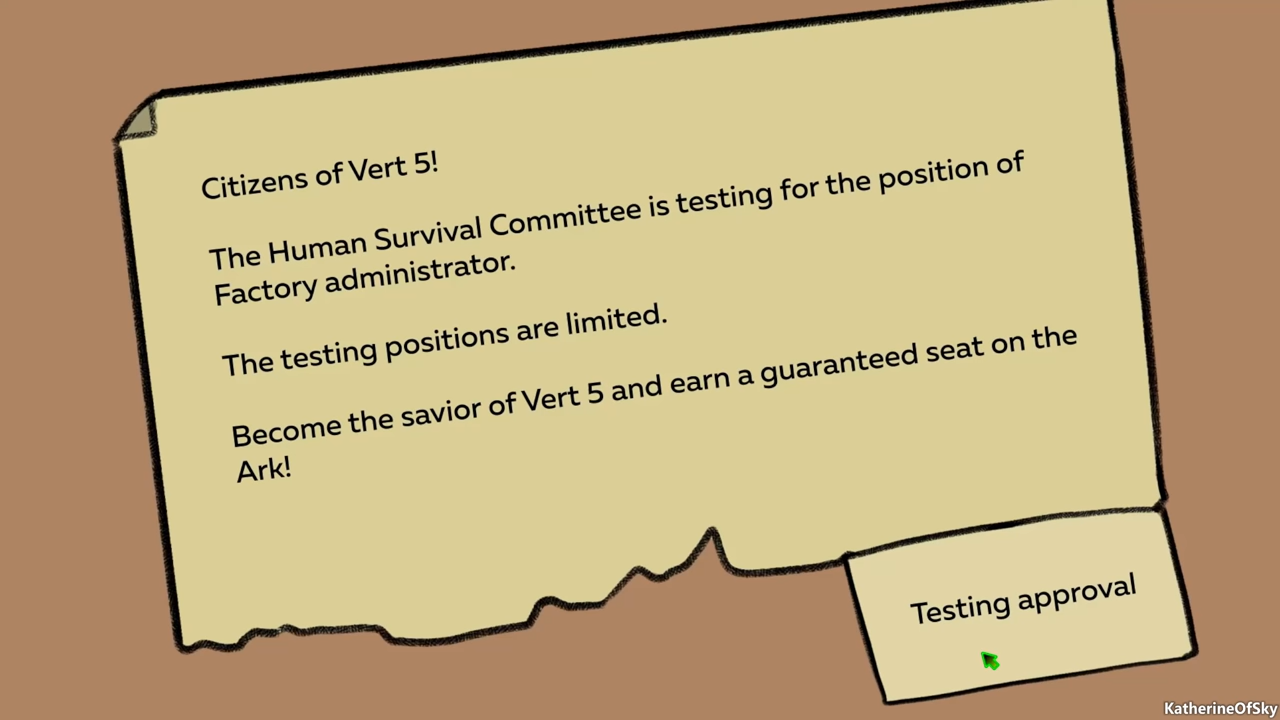 Citizens of Vert 5!
The Human Survival Committee is testing for the position of
Factory administrator.
The testing positions are limited.
Become the savior of Vert 5 and earn a guaranteed seat on the
Ark!
Testing approval
KatherineOfSky